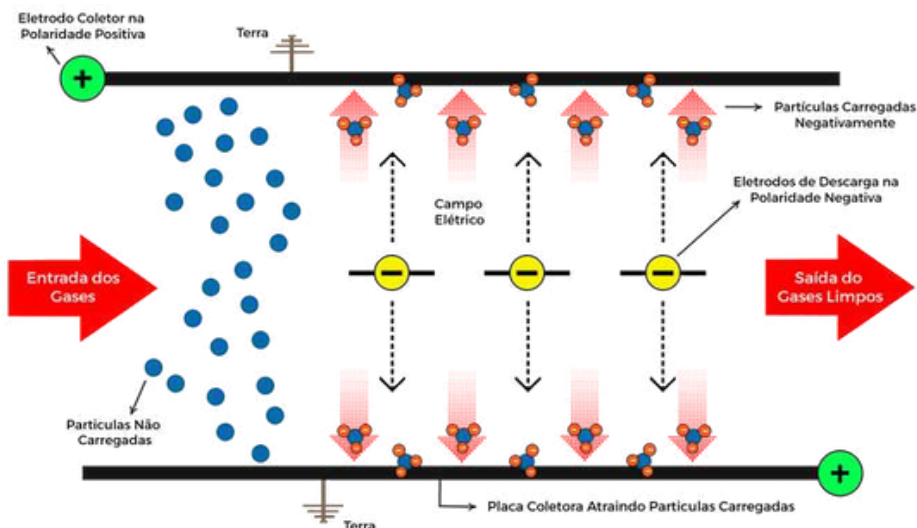 Eletrodo Coletor na
Polaridade Positiva
Terra
+
Partículas Carregadas
Negativamente
Eletrodos de Descarga na
Polaridade Negativa
Campo
Elétrico
Entrada dos
Gases
Saída do
Gases Limpos
Particulas Não
Carregadas
+
Placa Coletora Atraindo Particulas Carregadas
Terra